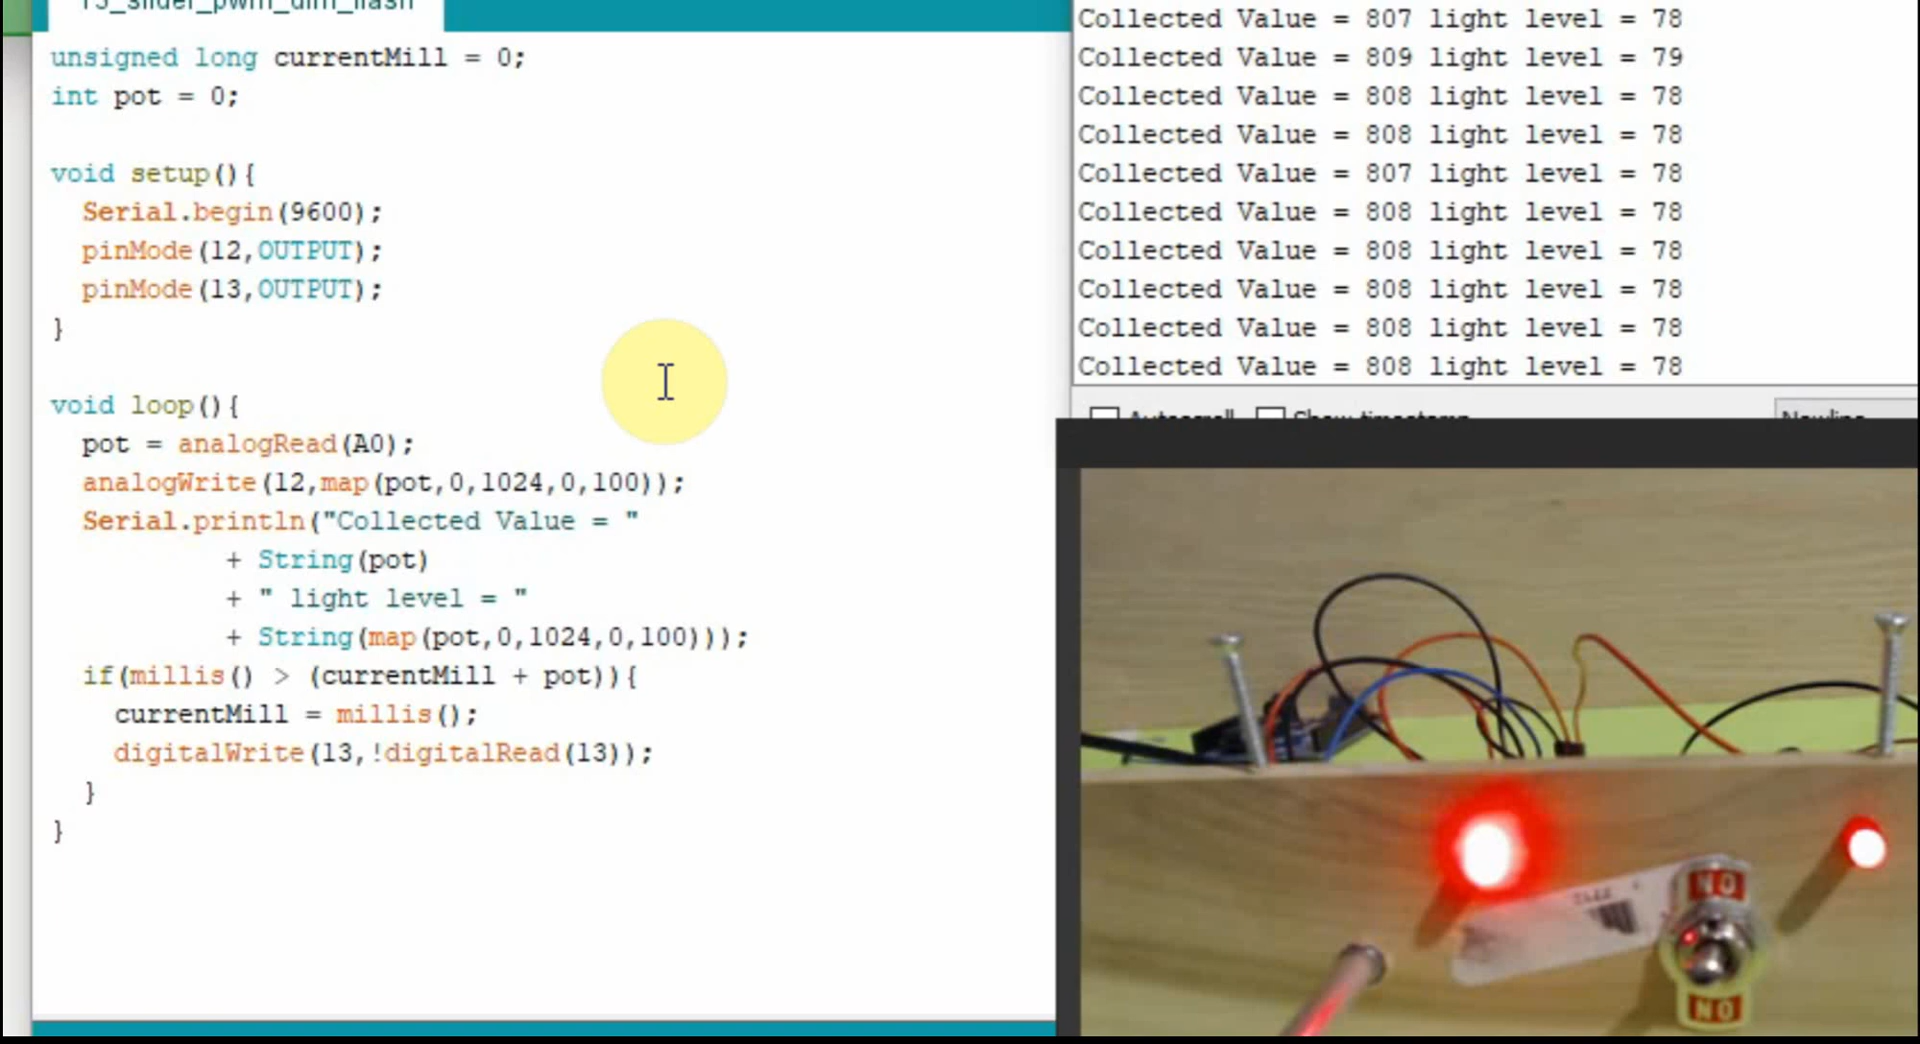 unsigned long currentMill = 0;
int pot = 0;
void setup(){
Serial.begin(9600);
pinMode(12,OUTPUT);
pinMode(13,OUTPUT);
}
void loop(){
pot = analogRead(A0);
analogWrite(12,map(pot,0,1024,0,100));
Serial.println("Collected Value = "
+ String(pot)
+ " light level = "
+ String(map(pot,0,1024,0,100)));
if(millis() > (currentMill + pot)){
currentMill = millis();
digitalWrite(13,!digitalRead(13));
}
}
Collected Value = 807 light level = 78
Collected Value = 809 light level = 79
Collected Value = 808 light level = 78
Collected Value = 808 light level = 78
Collected Value = 807 light level = 78
Collected Value = 808 light level = 78
Collected Value = 808 light level = 78
Collected Value = 808 light level = 78
Collected Value = 808 light level = 78
Collected Value = 808 light level = 78
Autoscroll Show timestamp Newline
NO
NO